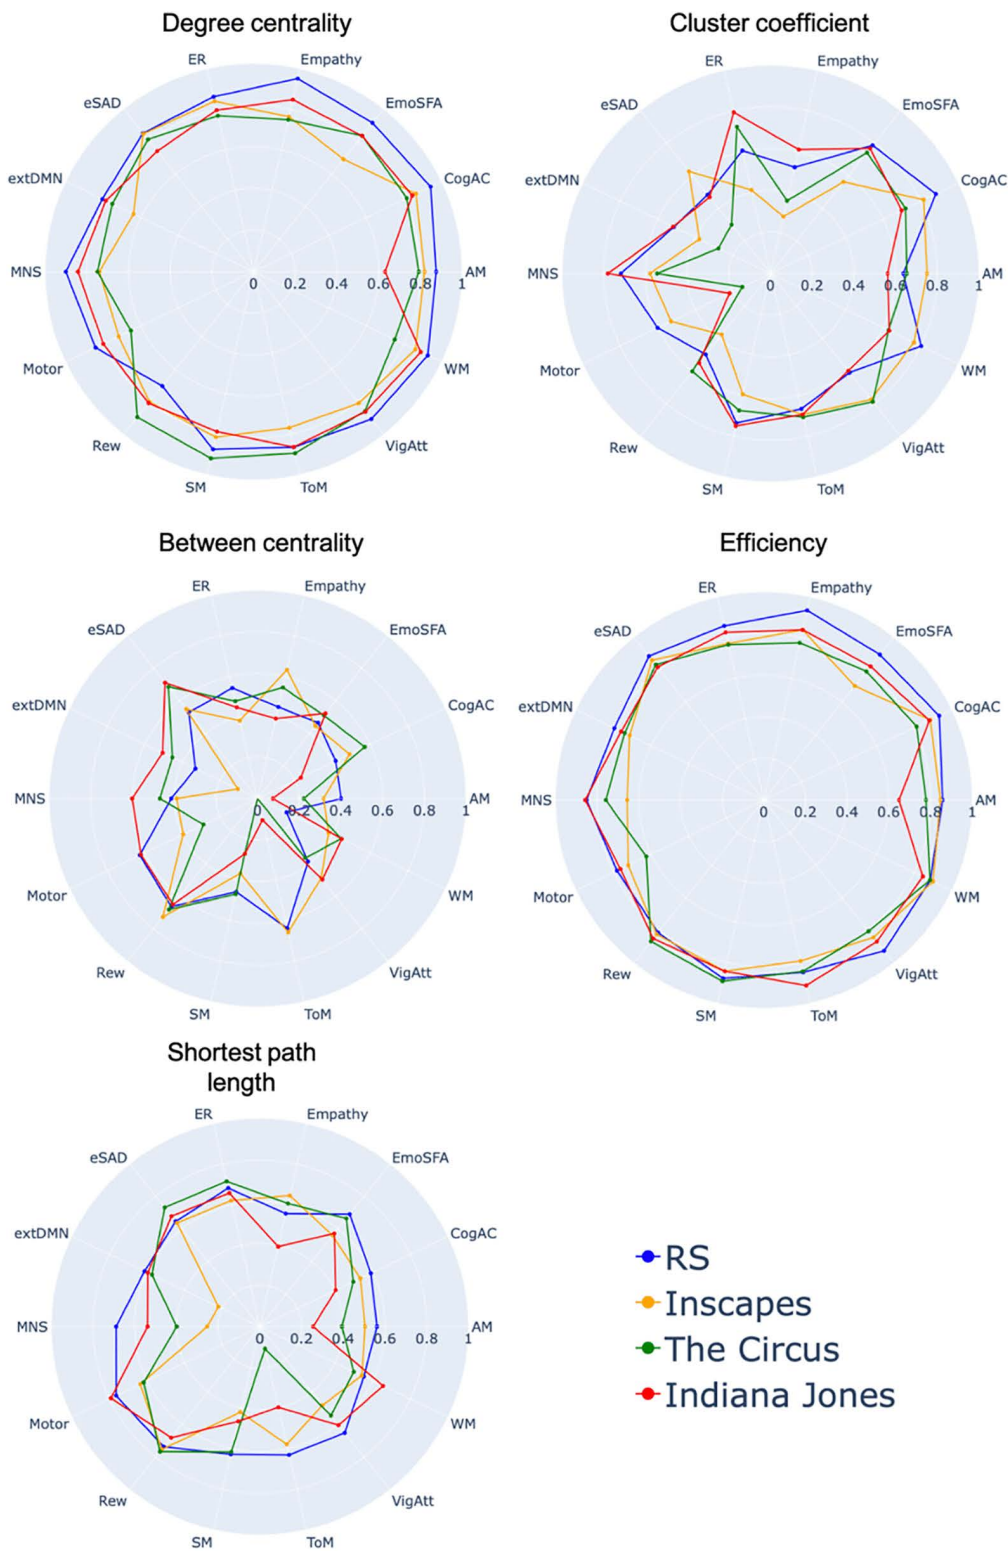 Degree centrality
Cluster coefficient
ER
Empathy
eSAD
EmoSFA
extDMN
CogAC
MNS
0 0.2 0.4 0.6 0.8 1
AM
Motor
WM
Rew
VigAtt
SM
ToM
ER
Empathy
eSAD
EmoSFA
extDMN
CogAC
MNS
0 0.2 0.4 0.6 0.8 1
AM
Motor
WM
Rew
VigAtt
SM
ToM
Between centrality
Efficiency
ER
Empathy
eSAD
EmoSFA
extDMN
CogAC
MNS
0 0.2 0.4 0.6 0.8 1
AM
Motor
WM
Rew
VigAtt
SM
ToM
ER
Empathy
eSAD
EmoSFA
extDMN
CogAC
MNS
0 0.2 0.4 0.6 0.8 1
AM
Motor
WM
Rew
VigAtt
SM
ToM
Shortest path
length
ER
Empathy
eSAD
EmoSFA
extDMN
CogAC
MNS
0 0.2 0.4 0.6 0.8 1
AM
Motor
WM
Rew
VigAtt
SM
ToM
RS
Inscapes
The Circus
Indiana Jones